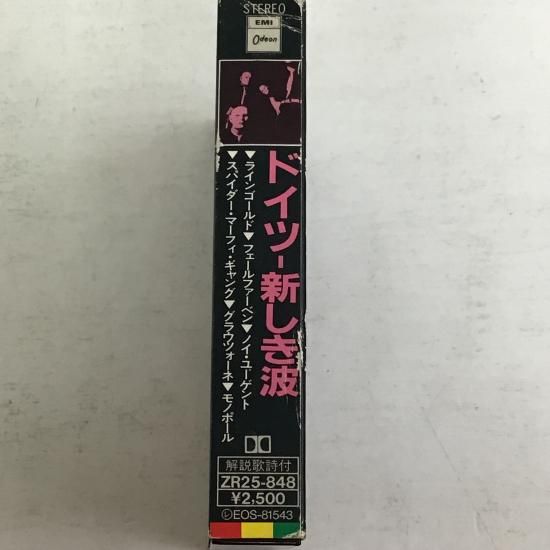 STEREO
EMI
Odeon
ドイツ-新しき波
▼ラインゴールド▼フェールファーベン▼ノイ・ユーゲント
▼スパイダー・マーフィ・ギャング▼グラウツォーネ▼モノポール
解説歌詩付
ZR25-848
¥2,500
ⓁEOS-81543